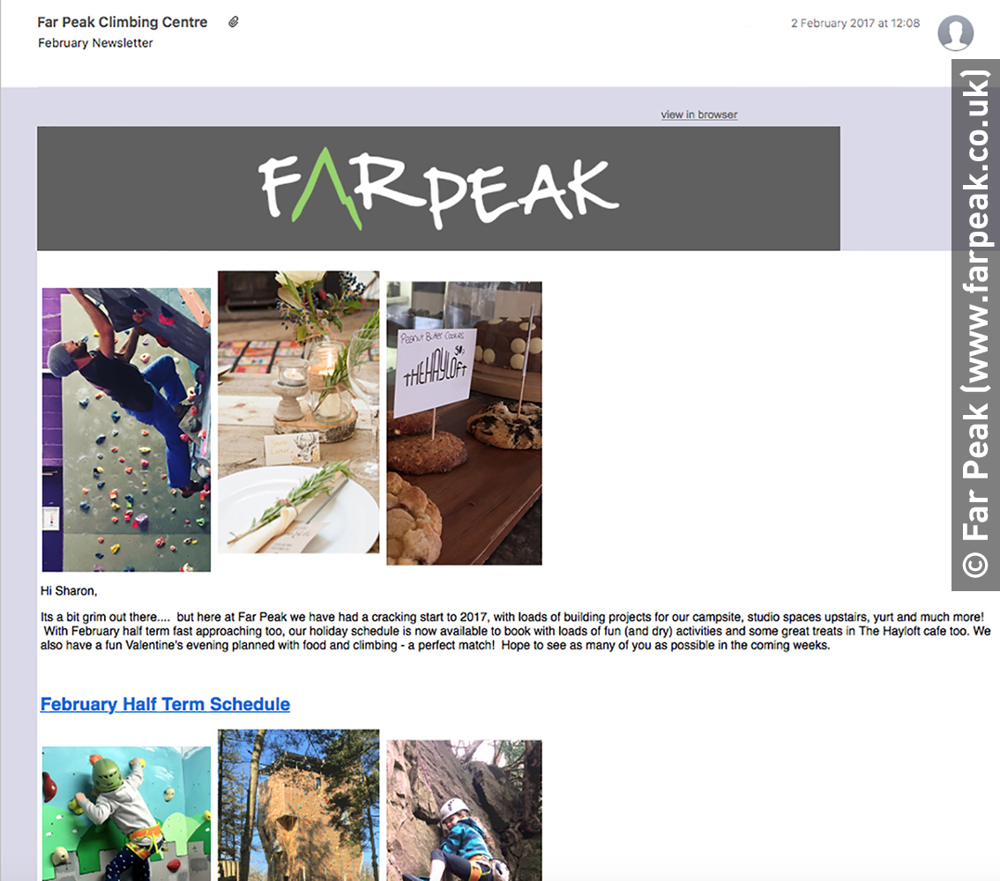 Far Peak Climbing Centre
2 February 2017 at 12:08
February Newsletter
view in browser
FARPEAK
Peanut Butter Cookies
50p
THEHAYLOFT
Hi Sharon,
Its a bit grim out there.... but here at Far Peak we have had a cracking start to 2017, with loads of building projects for our campsite, studio spaces upstairs, yurt and much more!
With February half term fast approaching too, our holiday schedule is now available to book with loads of fun (and dry) activities and some great treats in The Hayloft cafe too. We
also have a fun Valentine's evening planned with food and climbing - a perfect match! Hope to see as many of you as possible in the coming weeks.
February Half Term Schedule
© Far Peak (www.farpeak.co.uk)